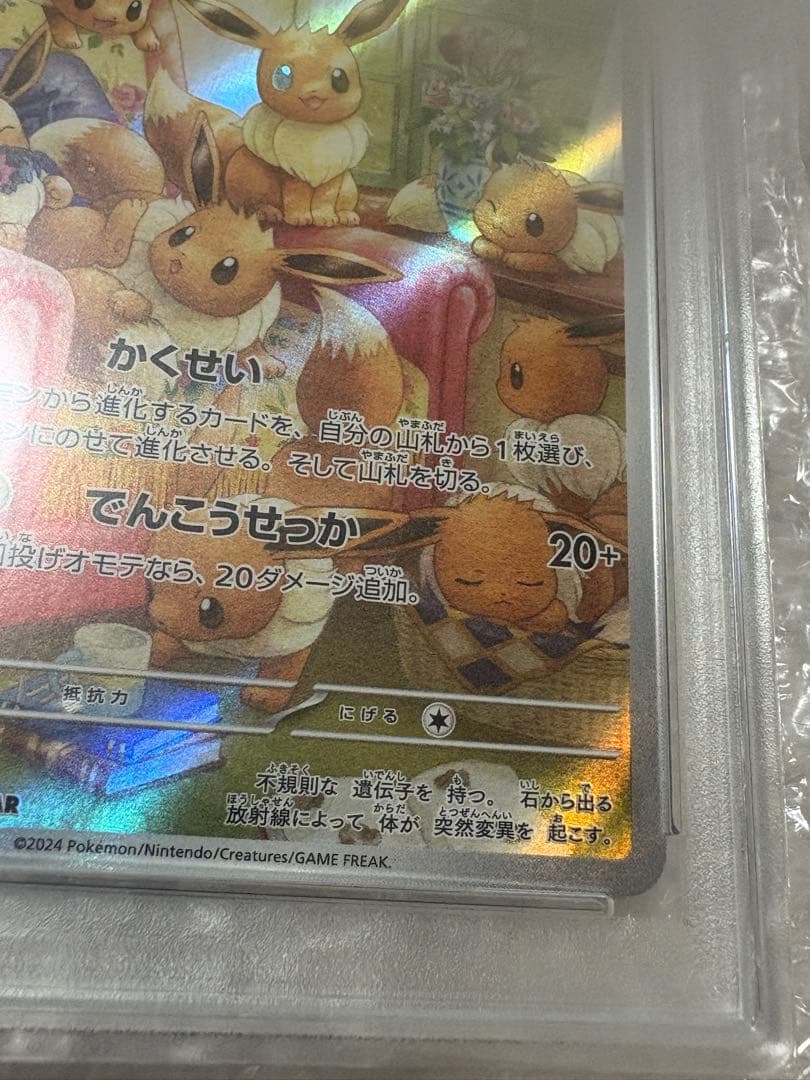 かくせい
モンから進化するカードを、自分の山札から1枚選び、
ンにのせて進化させる。そして山札を切る。
でんこうせっか 20+
投げオモテなら、20ダメージ追加。
抵抗力 にげる
不規則な 遺伝子を 持つ。 石から出る
放射線によって 体が 突然変異を 起こす。
AR
©2024 Pokémon/Nintendo/Creatures/GAME FREAK.